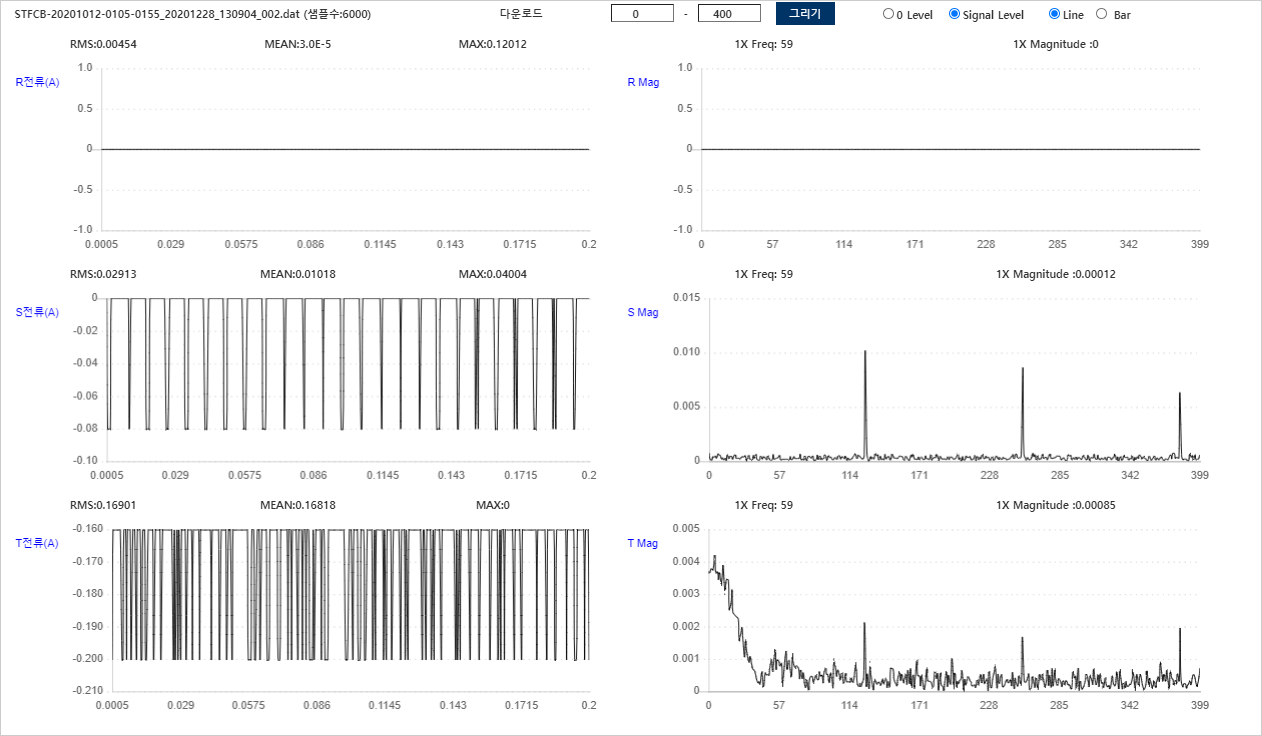 STFCB-20201012-0105-0155_20201228_130904_002.dat (샘플수:6000) 다운로드 0 - 400 그리기 0 Level Signal Level Line Bar
RMS:0.00454 MEAN:3.0E-5 MAX:0.12012
R전류(A)
1.0
0.5
0
-0.5
-1.0
0.0005 0.029 0.0575 0.086 0.1145 0.143 0.1715 0.2
1X Freq: 59 1X Magnitude :0
R Mag
1.0
0.5
0
-0.5
-1.0
0 57 114 171 228 285 342 399
RMS:0.02913 MEAN:0.01018 MAX:0.04004
S전류(A)
0
-0.02
-0.04
-0.06
-0.08
-0.10
0.0005 0.029 0.0575 0.086 0.1145 0.143 0.1715 0.2
1X Freq: 59 1X Magnitude :0.00012
S Mag
0.015
0.010
0.005
0
0 57 114 171 228 285 342 399
RMS:0.16901 MEAN:0.16818 MAX:0
T전류(A)
-0.160
-0.170
-0.180
-0.190
-0.200
-0.210
0.0005 0.029 0.0575 0.086 0.1145 0.143 0.1715 0.2
1X Freq: 59 1X Magnitude :0.00085
T Mag
0.005
0.004
0.003
0.002
0.001
0
0 57 114 171 228 285 342 399